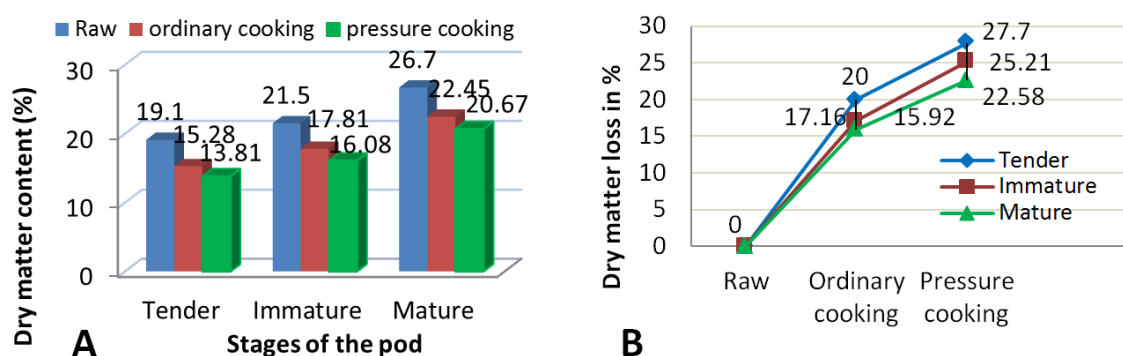 Raw ordinary cooking pressure cooking
Dry matter content (%)
30
20
10
0
19.1
15.28
13.81
21.5
17.81
16.08
26.7
22.45
20.67
Tender Immature Mature
Stages of the pod
A
Dry matter loss in %
30
25
20
15
10
5
0
0
20
17.16
15.92
27.7
25.21
22.58
Tender
Immature
Mature
Raw
Ordinary
cooking
Pressure
cooking
B